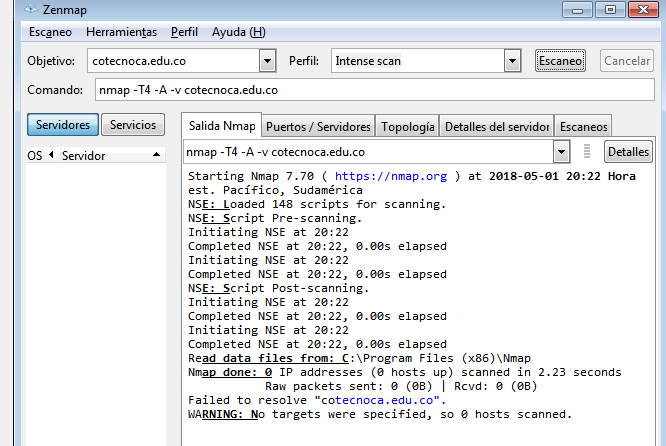 Zenmap
Escaneo Herramientas Perfil Ayuda (H)
Objetivo: cotecnoca.edu.co Perfil: Intense scan Escaneo Cancelar
Comando: nmap -T4 -A -v cotecnoca.edu.co
Servidores Servicios
Salida Nmap Puertos / Servidores Topología Detalles del servidor Escaneos
OS Servidor
nmap -T4 -A -v cotecnoca.edu.co Detalles
Starting Nmap 7.70 ( https://nmap.org ) at 2018-05-01 20:22 Hora
est. Pacífico, Sudamérica
NSE: Loaded 148 scripts for scanning.
NSE: Script Pre-scanning.
Initiating NSE at 20:22
Completed NSE at 20:22, 0.00s elapsed
Initiating NSE at 20:22
Completed NSE at 20:22, 0.00s elapsed
NSE: Script Post-scanning.
Initiating NSE at 20:22
Completed NSE at 20:22, 0.00s elapsed
Initiating NSE at 20:22
Completed NSE at 20:22, 0.00s elapsed
Read data files from: C:\Program Files (x86)\Nmap
Nmap done: 0 IP addresses (0 hosts up) scanned in 2.23 seconds
Raw packets sent: 0 (0B) | Rcvd: 0 (0B)
Failed to resolve "cotecnoca.edu.co".
WARNING: No targets were specified, so 0 hosts scanned.